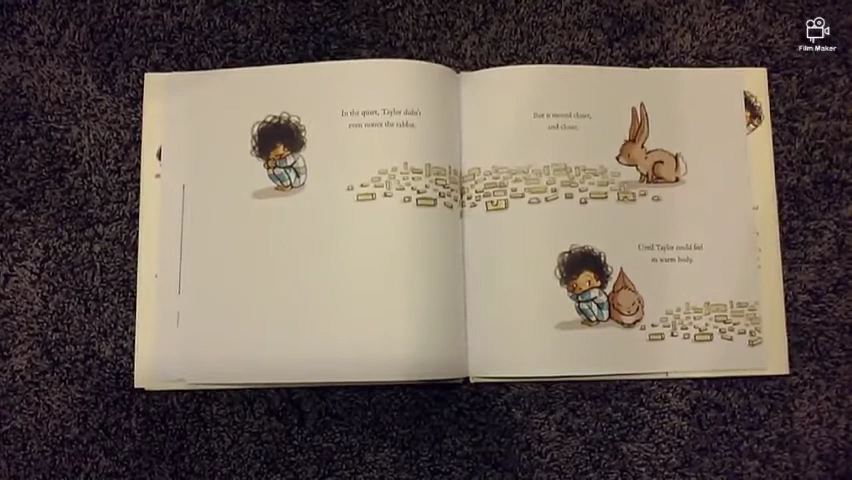 In the quiet, Taylor didn't
even notice the rabbit.
But it moved closer,
and closer.
Until Taylor could feel
its warm body.
Film Maker